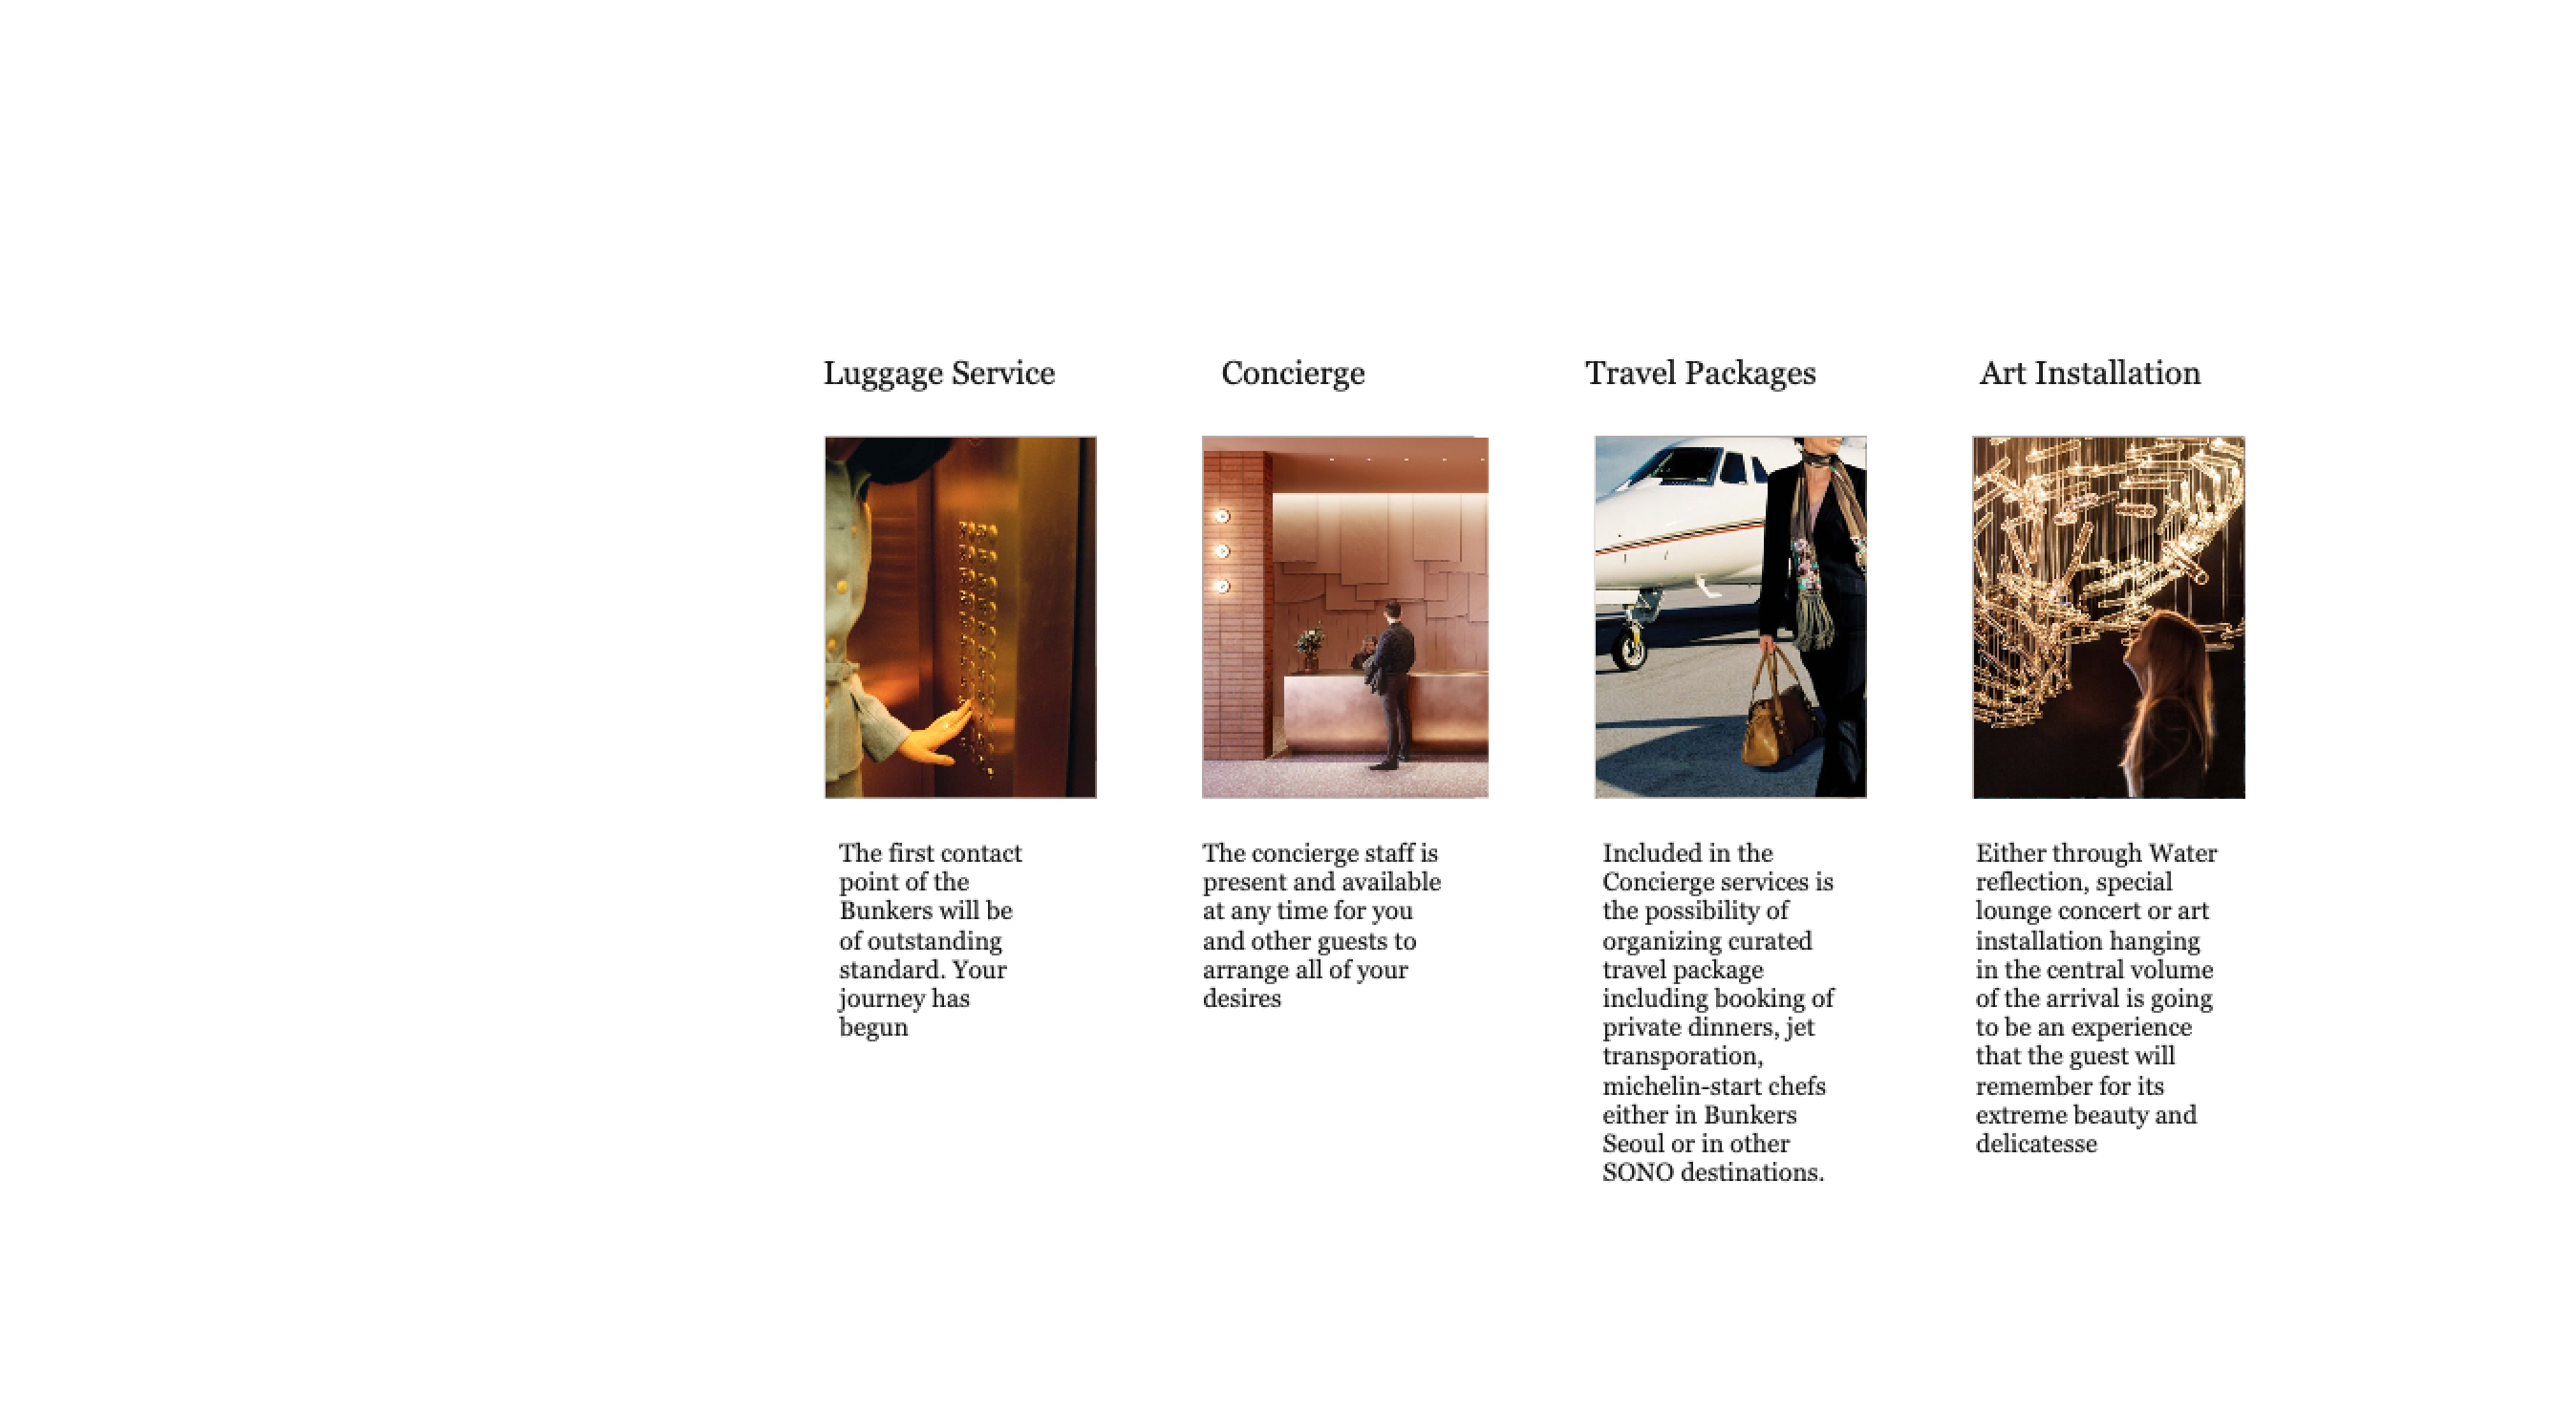 Luggage Service
Concierge
Travel Packages
Art Installation
The first contact
point of the
Bunkers will be
of outstanding
standard. Your
journey has
begun
The concierge staff is
present and available
at any time for you
and other guests to
arrange all of your
desires
Included in the
Concierge services is
the possibility of
organizing curated
travel package
including booking of
private dinners, jet
transporation,
michelin-start chefs
either in Bunkers
Seoul or in other
SONO destinations.
Either through Water
reflection, special
lounge concert or art
installation hanging
in the central volume
of the arrival is going
to be an experience
that the guest will
remember for its
extreme beauty and
delicatesse